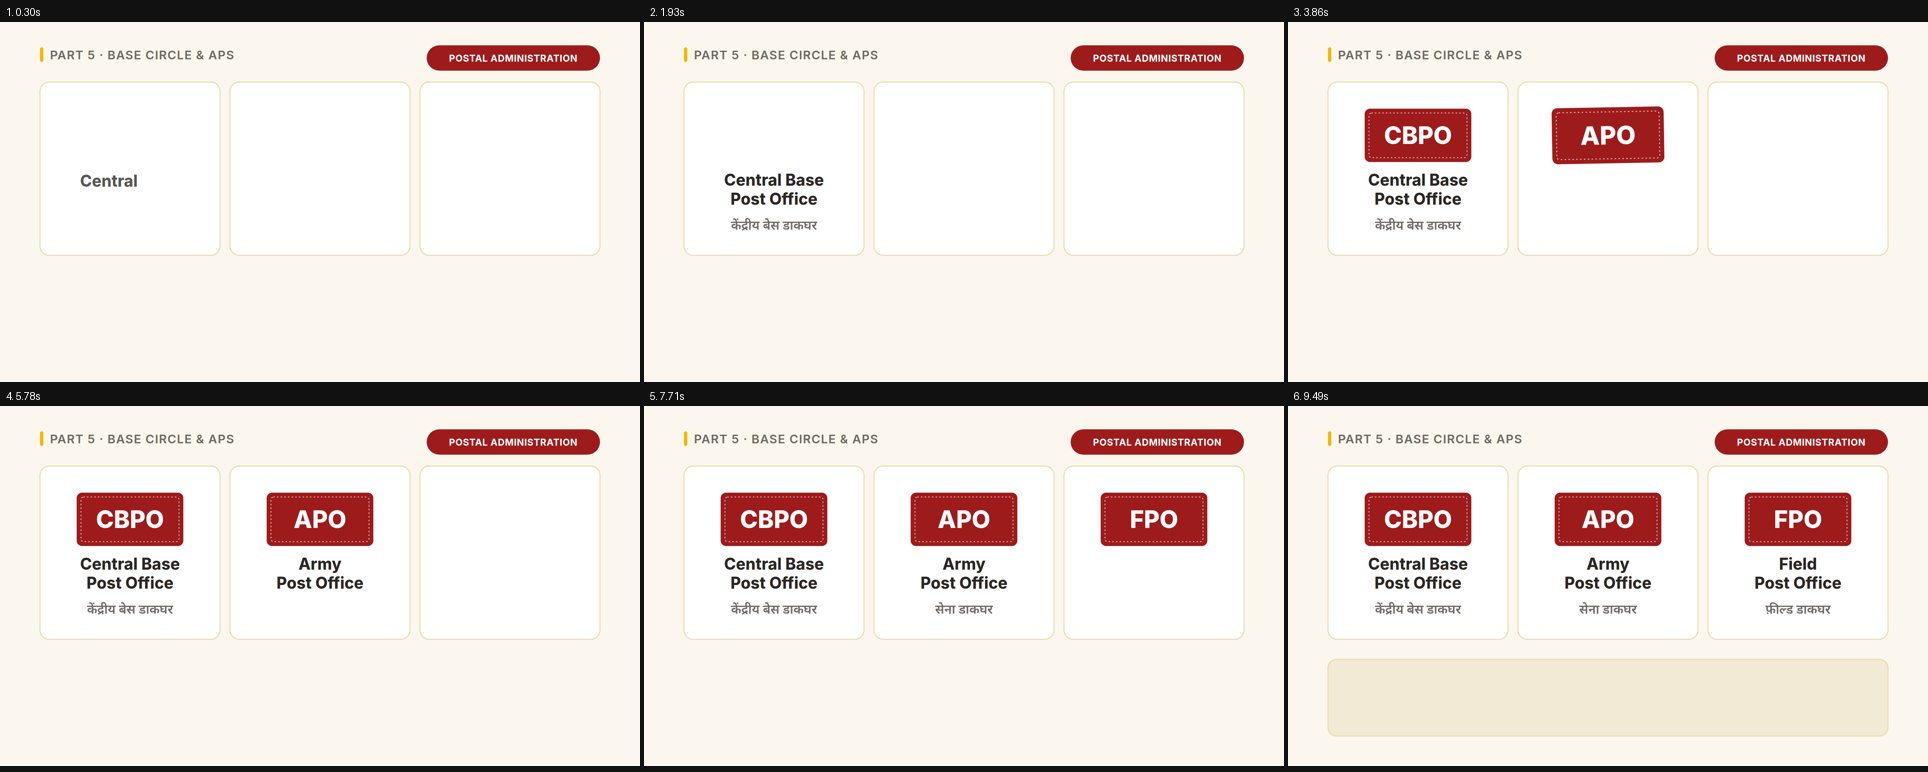 1. 0.30s
PART 5 · BASE CIRCLE & APS
POSTAL ADMINISTRATION
Central
2. 1.93s
PART 5 · BASE CIRCLE & APS
POSTAL ADMINISTRATION
Central Base
Post Office
केंद्रीय बेस डाकघर
3. 3.86s
PART 5 · BASE CIRCLE & APS
POSTAL ADMINISTRATION
CBPO
Central Base
Post Office
केंद्रीय बेस डाकघर
APO
4. 5.78s
PART 5 · BASE CIRCLE & APS
POSTAL ADMINISTRATION
CBPO
Central Base
Post Office
केंद्रीय बेस डाकघर
APO
Army
Post Office
5. 7.71s
PART 5 · BASE CIRCLE & APS
POSTAL ADMINISTRATION
CBPO
Central Base
Post Office
केंद्रीय बेस डाकघर
APO
Army
Post Office
सेना डाकघर
FPO
6. 9.49s
PART 5 · BASE CIRCLE & APS
POSTAL ADMINISTRATION
CBPO
Central Base
Post Office
केंद्रीय बेस डाकघर
APO
Army
Post Office
सेना डाकघर
FPO
Field
Post Office
फ़ील्ड डाकघर